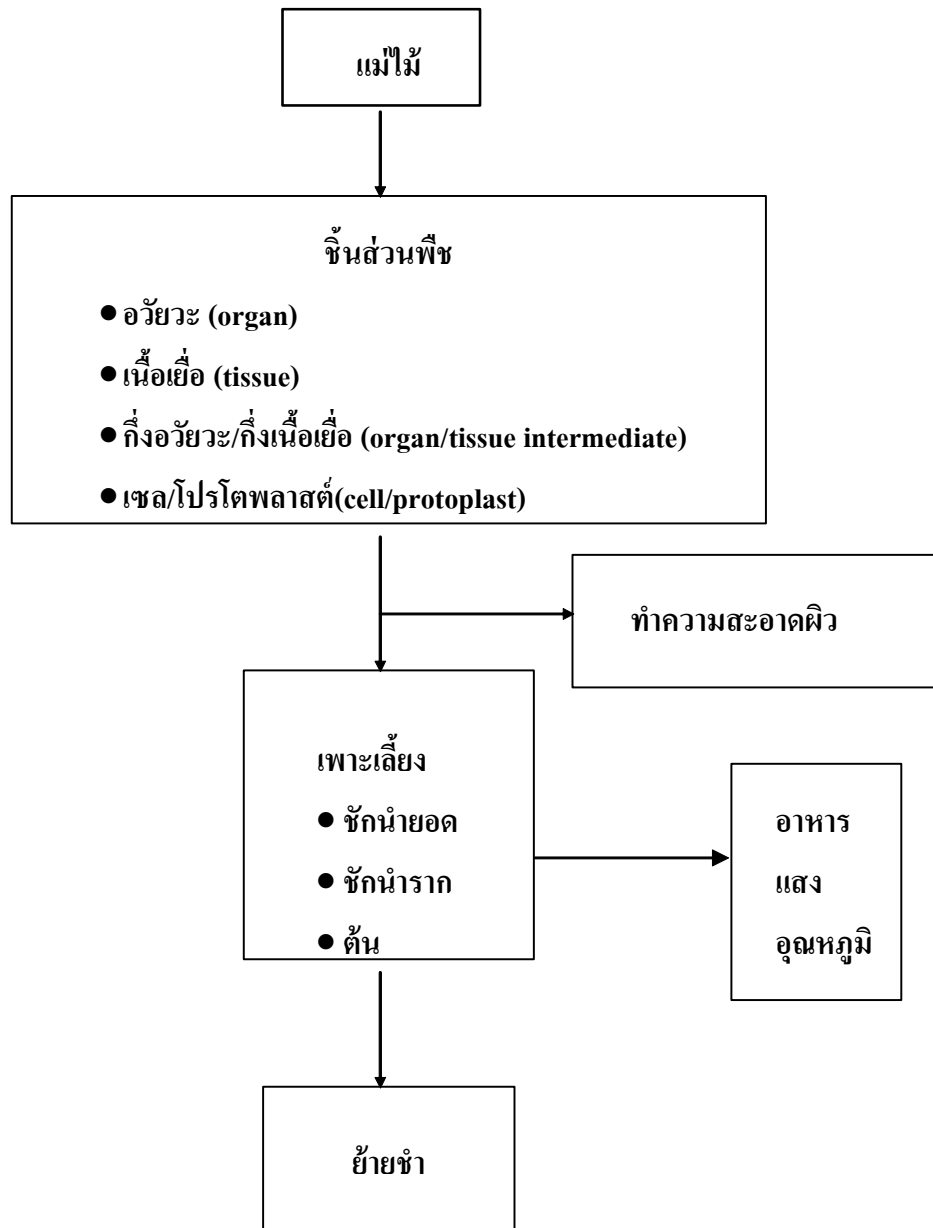 แม่ไม้
ชิ้นส่วนพืช
● อวัยวะ (organ)
● เนื้อเยื่อ (tissue)
● กึ่งอวัยวะ/กึ่งเนื้อเยื่อ (organ/tissue intermediate)
● เซล/โปรโตพลาสต์(cell/protoplast)
ทำความสะอาดผิว
เพาะเลี้ยง
● ชักนำยอด
● ชักนำราก
● ต้น
อาหาร
แสง
อุณหภูมิ
ย้ายชำ